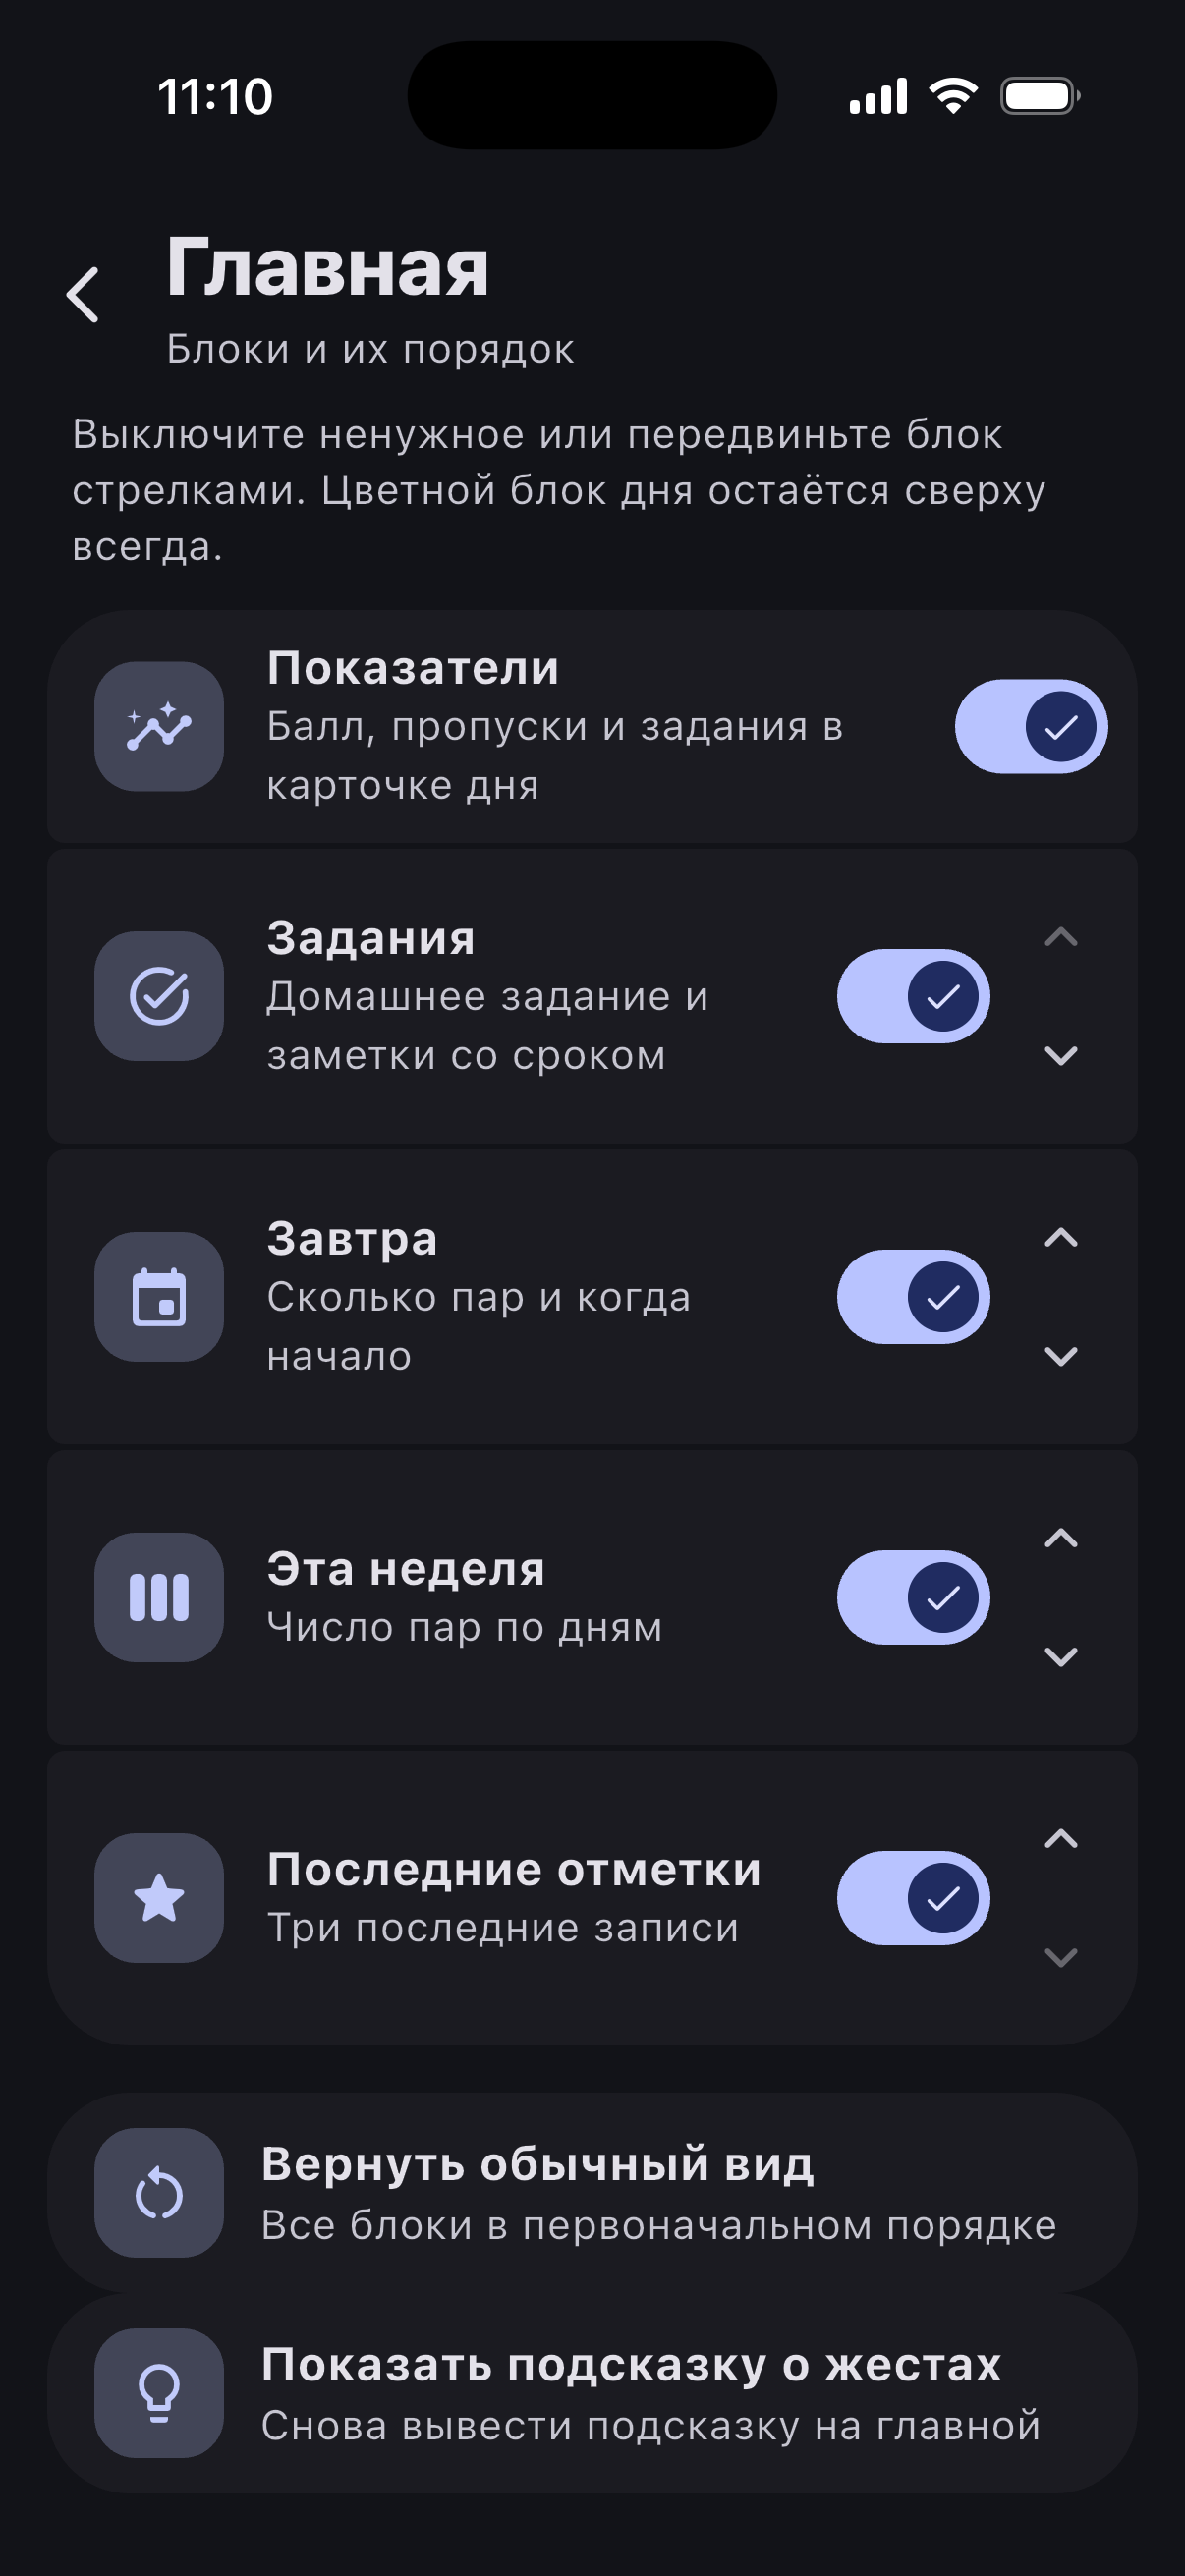 11:10
Главная
Блоки и их порядок
Выключите ненужное или передвиньте блок
стрелками. Цветной блок дня остаётся сверху
всегда.
Показатели
Балл, пропуски и задания в
карточке дня
Задания
Домашнее задание и
заметки со сроком
Завтра
Сколько пар и когда
начало
Эта неделя
Число пар по дням
Последние отметки
Три последние записи
Вернуть обычный вид
Все блоки в первоначальном порядке
Показать подсказку о жестах
Снова вывести подсказку на главной